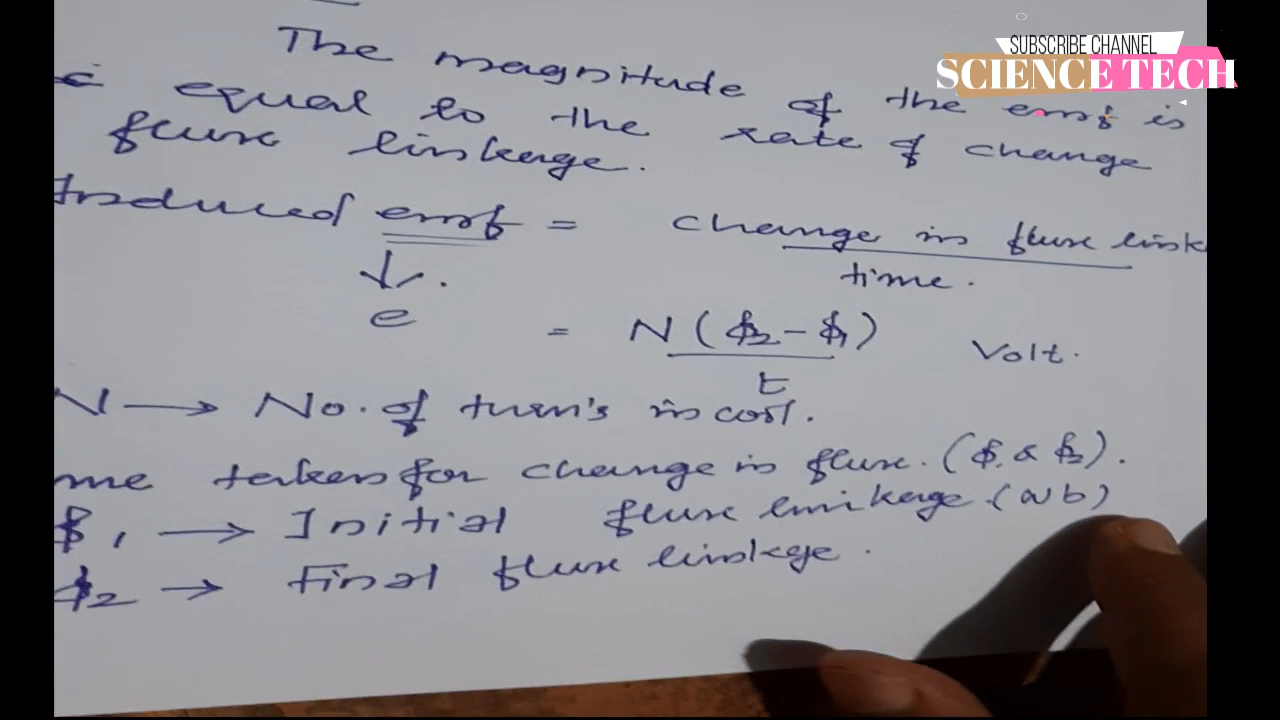 SUBSCRIBE CHANNEL
SCIENCE TECH
The magnitude of the emf is
equal to the rate of change
flux linkage.
emf = change in flux link
time.
e = N(ϕ2 - ϕ1) Volt.
t
N → No. of turn's in coil.
me taken for change in flux. (ϕ1 & ϕ2).
ϕ1 → Initial flux linkage. (wb)
ϕ2 → Final flux linkage.